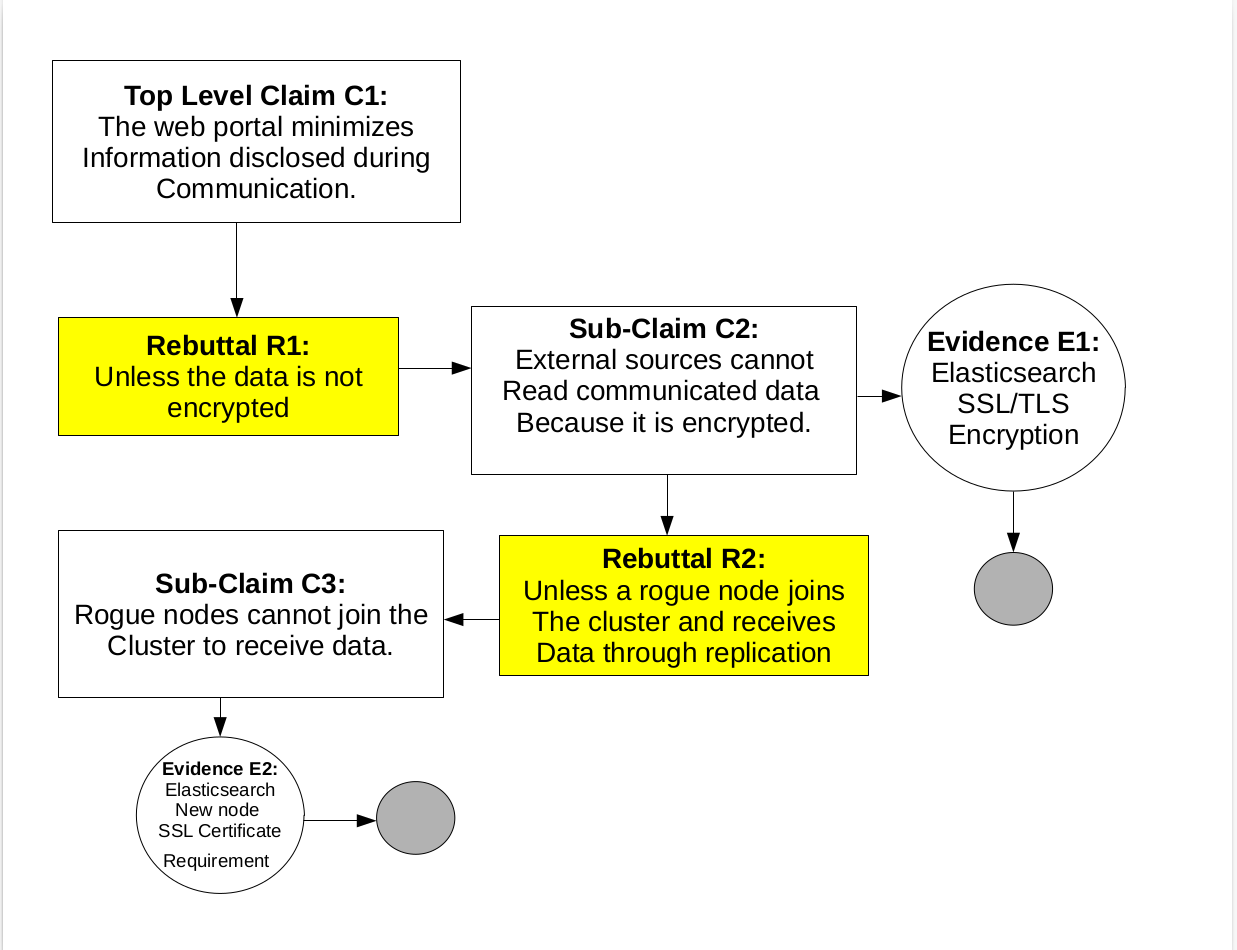 Top Level Claim C1:
The web portal minimizes
Information disclosed during
Communication.
Rebuttal R1:
Unless the data is not
encrypted
Sub-Claim C2:
External sources cannot
Read communicated data
Because it is encrypted.
Evidence E1:
Elasticsearch
SSL/TLS
Encryption
Sub-Claim C3:
Rogue nodes cannot join the
Cluster to receive data.
Rebuttal R2:
Unless a rogue node joins
The cluster and receives
Data through replication
Evidence E2:
Elasticsearch
New node
SSL Certificate
Requirement